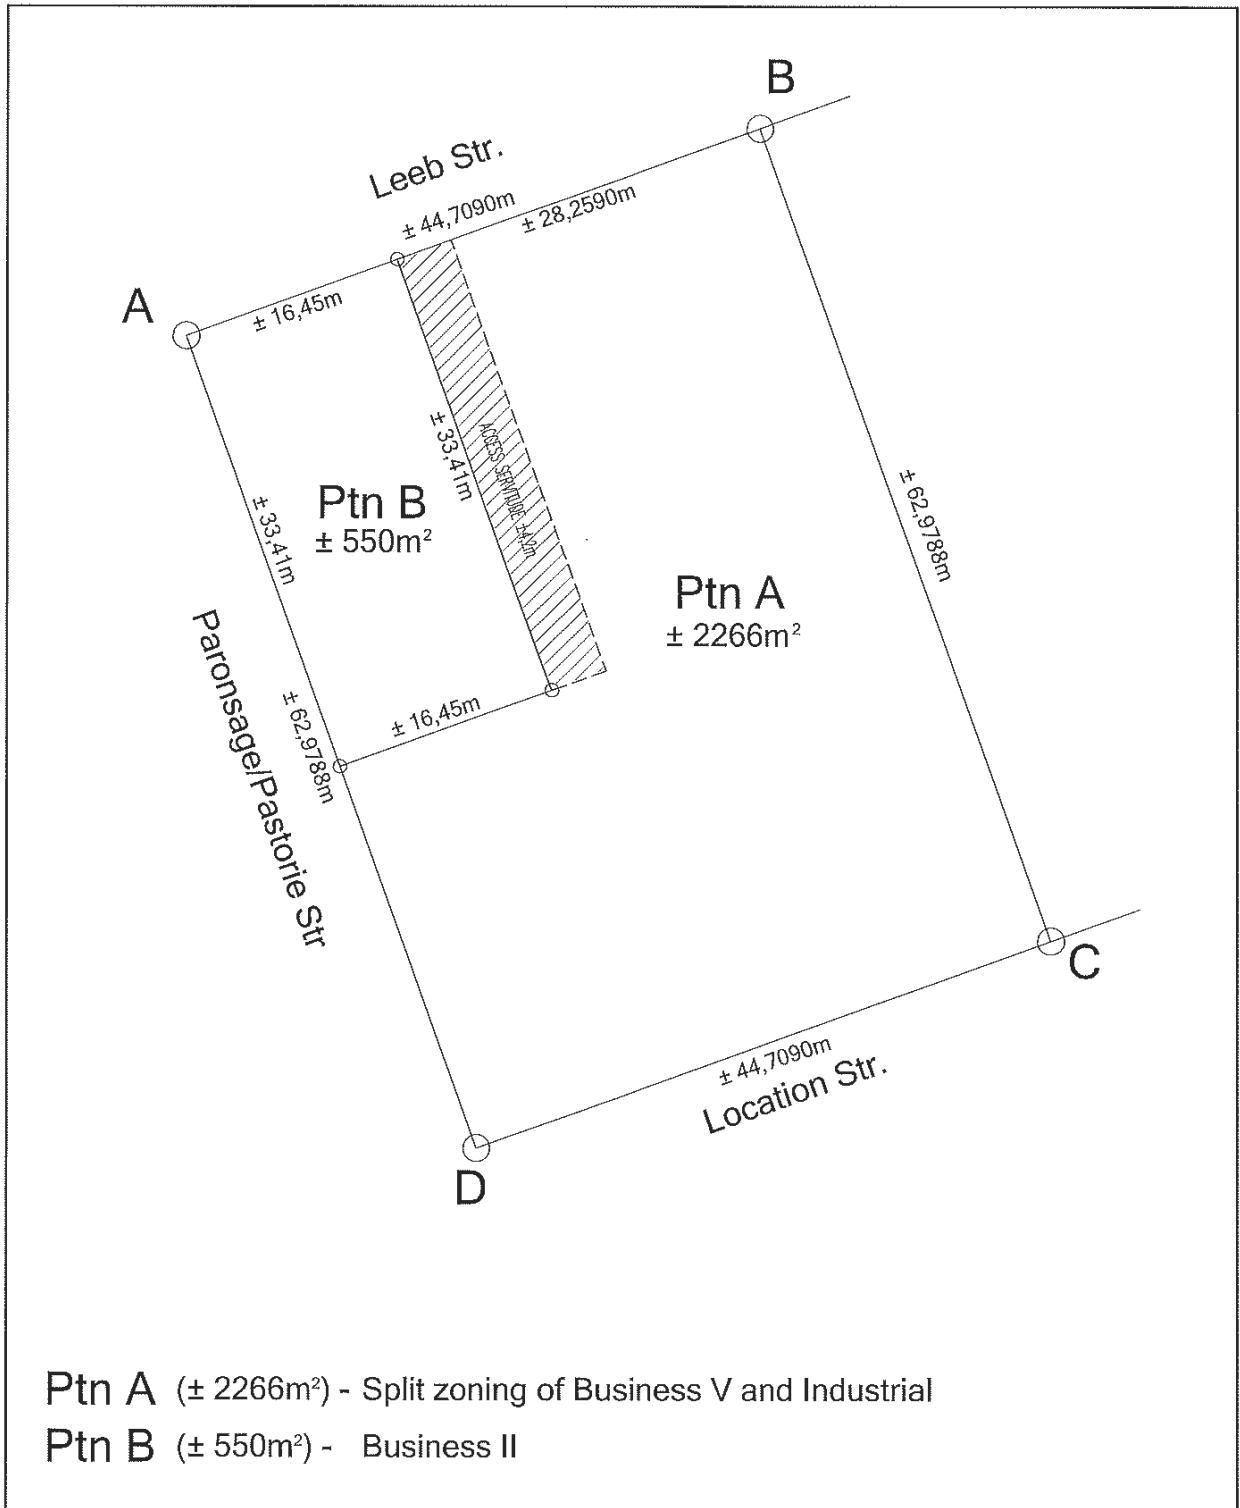 B
Leeb Str.
± 44,7090m
± 28,2590m
A
± 16,45m
± 33,41m
ACCESS SERVITUDE ±4,2m
± 62,9788m
Ptn B
± 550m²
± 33,41m
Ptn A
± 2266m²
Paronsage/Pastorie Str
± 62,9788m
± 16,45m
C
± 44,7090m
Location Str.
D
Ptn A (± 2266m²) - Split zoning of Business V and Industrial
Ptn B (± 550m²) - Business II